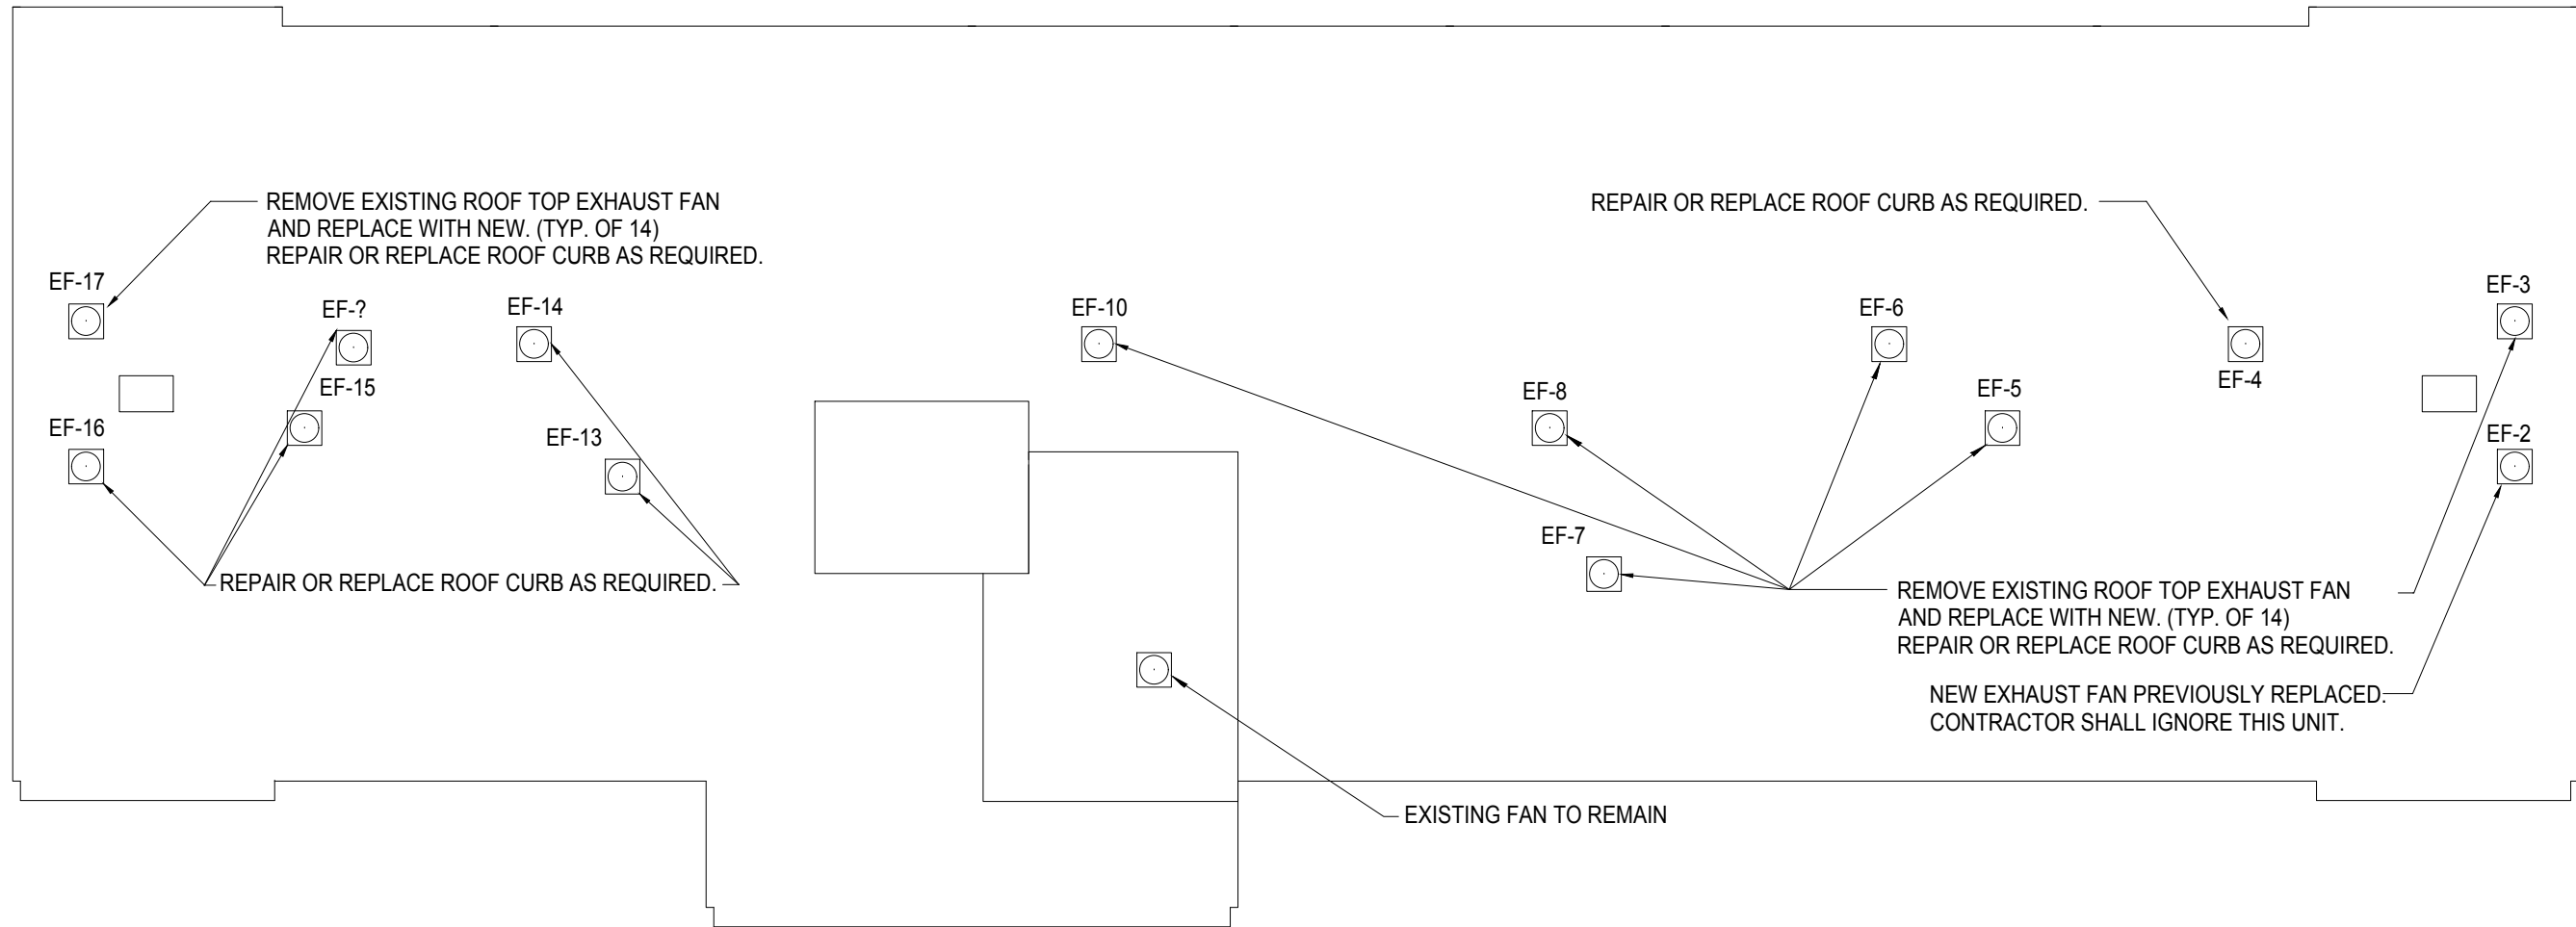 REMOVE EXISTING ROOF TOP EXHAUST FAN
AND REPLACE WITH NEW. (TYP. OF 14)
REPAIR OR REPLACE ROOF CURB AS REQUIRED.
REPAIR OR REPLACE ROOF CURB AS REQUIRED.
EF-17
EF-?
EF-14
EF-10
EF-6
EF-3
EF-15
EF-4
EF-8
EF-5
EF-16
EF-13
EF-2
EF-7
REPAIR OR REPLACE ROOF CURB AS REQUIRED.
REMOVE EXISTING ROOF TOP EXHAUST FAN
AND REPLACE WITH NEW. (TYP. OF 14)
REPAIR OR REPLACE ROOF CURB AS REQUIRED.
NEW EXHAUST FAN PREVIOUSLY REPLACED.
CONTRACTOR SHALL IGNORE THIS UNIT.
EXISTING FAN TO REMAIN